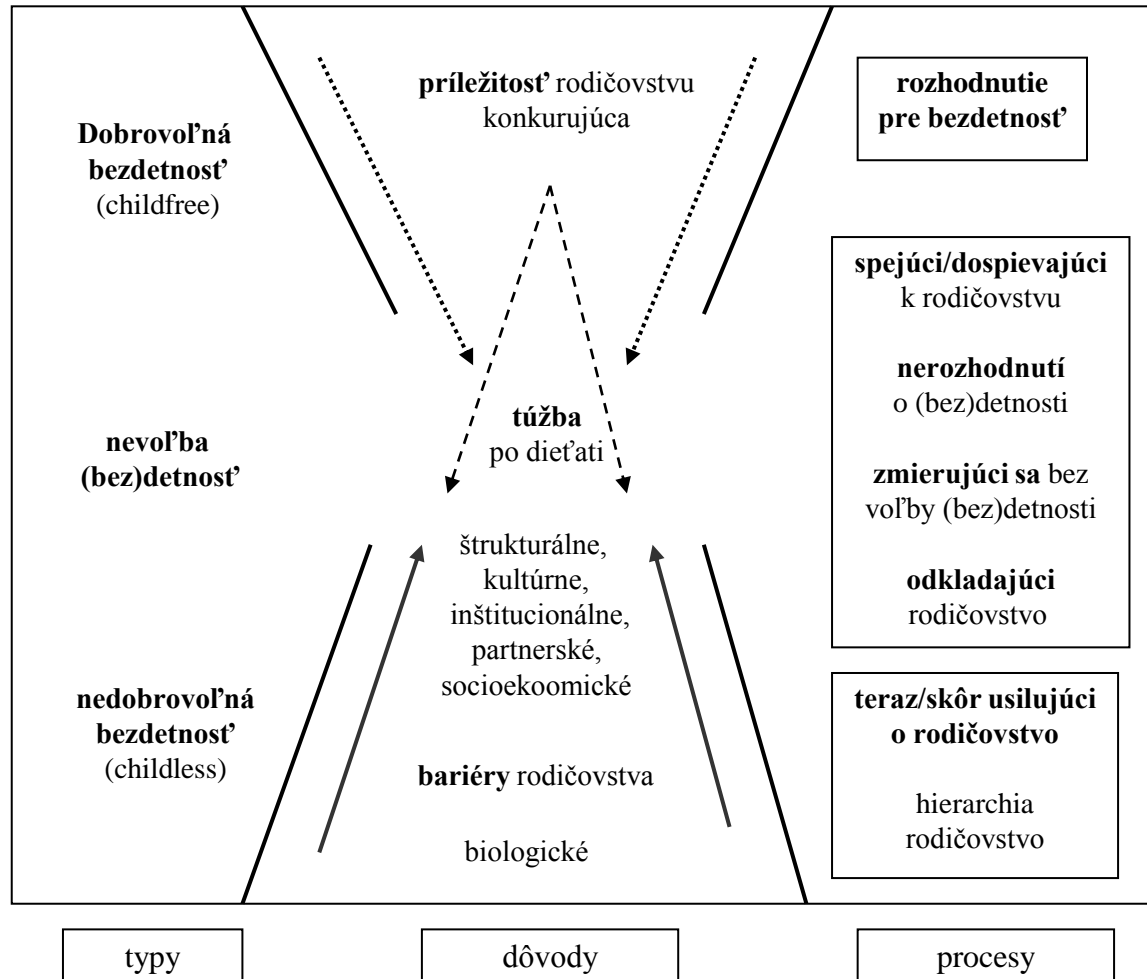 Dobrovoľná
bezdetnosť
(childfree)
nevoľba
(bez)detnosť
nedobrovoľná
bezdetnosť
(childless)
príležitosť rodičovstvu
konkurujúca
túžba
po dieťati
štrukturálne,
kultúrne,
inštitucionálne,
partnerské,
socioekoomické
bariéry rodičovstva
biologické
rozhodnutie
pre bezdetnosť
spejúci/dospievajúci
k rodičovstvu
nerozhodnutí
o (bez)detnosti
zmierujúci sa bez
voľby (bez)detnosti
odkladajúci
rodičovstvo
teraz/skôr usilujúci
o rodičovstvo
hierarchia
rodičovstvo
typy
dôvody
procesy